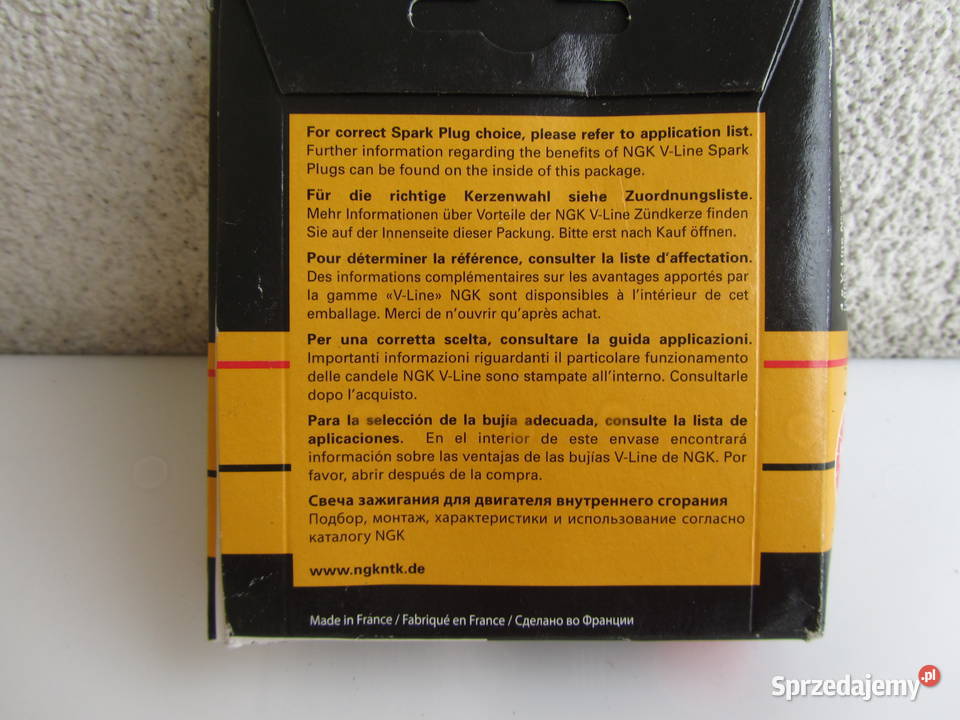 For correct Spark Plug choice, please refer to application list.
Further information regarding the benefits of NGK V-Line Spark
Plugs can be found on the inside of this package.
Für die richtige Kerzenwahl siehe Zuordnungsliste.
Mehr Informationen über Vorteile der NGK V-Line Zündkerze finden
Sie auf der Innenseite dieser Packung. Bitte erst nach Kauf öffnen.
Pour déterminer la référence, consulter la liste d'affectation.
Des informations complémentaires sur les avantages apportés par
la gamme «V-Line» NGK sont disponsibles à l'intérieur de cet
emballage. Merci de n'ouvrir qu'après achat.
Per una corretta scelta, consultare la guida applicazioni.
Importanti informazioni riguardanti il particolare funzionamento
delle candele NGK V-Line sono stampate all'interno. Consultarle
dopo l'acquisto.
Para la selección de la bujía adecuada, consulte la lista de
aplicaciones. En el interior de este envase encontrará
información sobre las ventajas de las bujías V-Line de NGK. Por
favor, abrir después de la compra.
Свеча зажигания для двигателя внутреннего сгорания
Подбор, монтаж, характеристики и использование согласно
каталогу NGK
www.ngkntk.de
Made in France / Fabriqué en France / Сделано во Франции
Sprzedajemy.pl